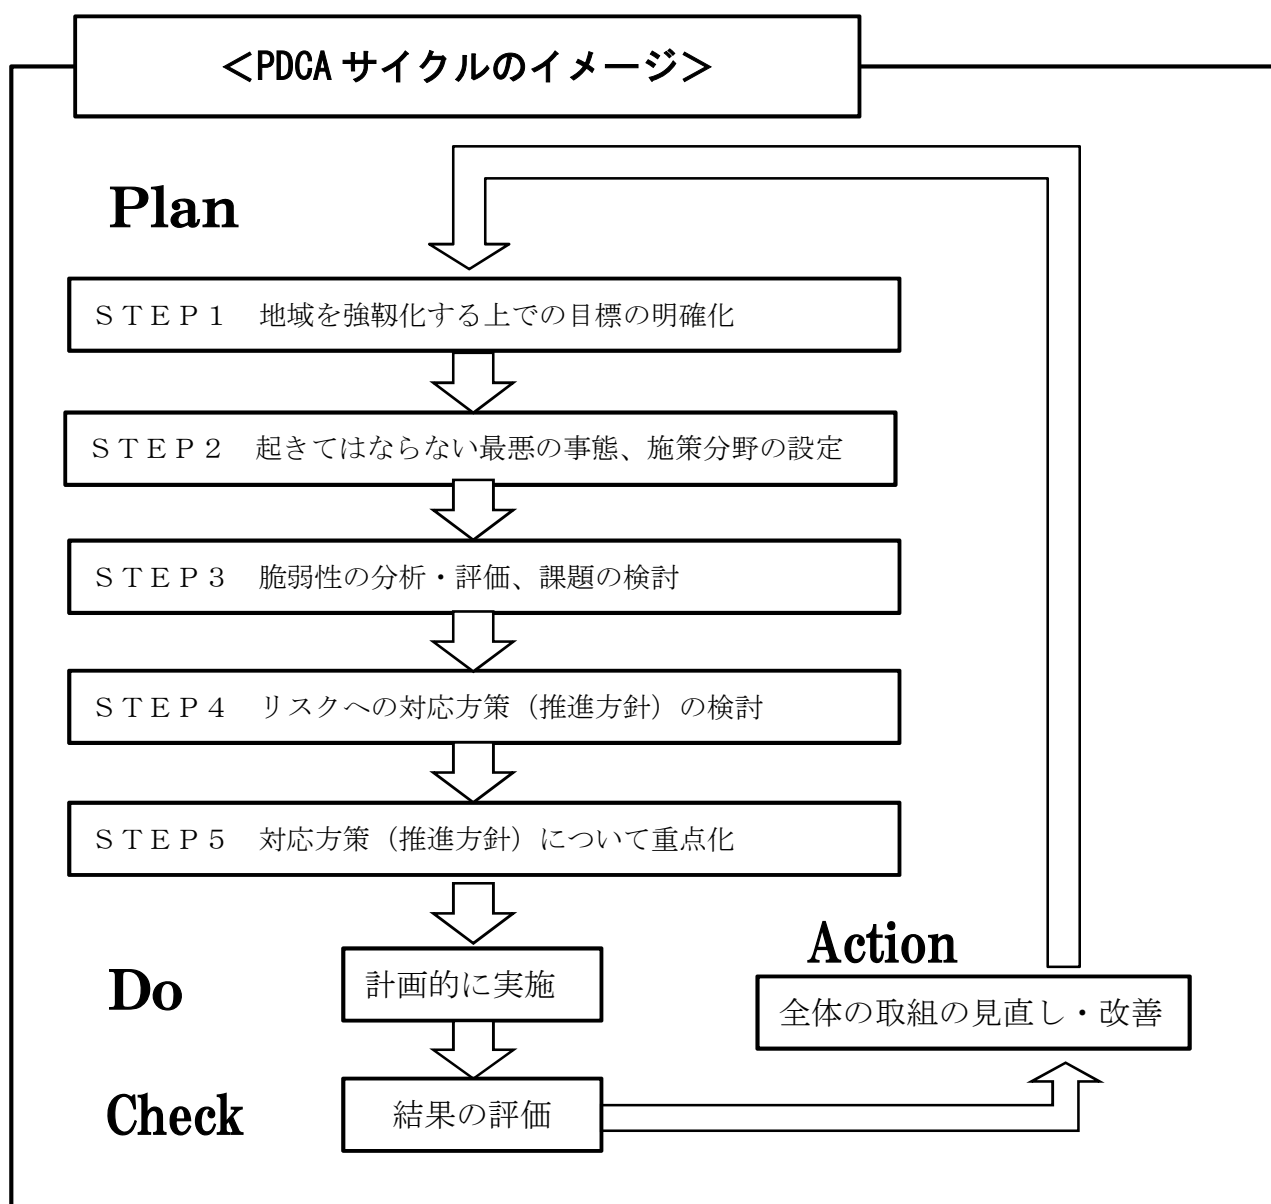 ＜PDCA サイクルのイメージ＞
Plan
ＳＴＥＰ１　地域を強靱化する上での目標の明確化
ＳＴＥＰ２　起きてはならない最悪の事態、施策分野の設定
ＳＴＥＰ３　脆弱性の分析・評価、課題の検討
ＳＴＥＰ４　リスクへの対応方策（推進方針）の検討
ＳＴＥＰ５　対応方策（推進方針）について重点化
Do
計画的に実施
Check
結果の評価
Action
全体の取組の見直し・改善